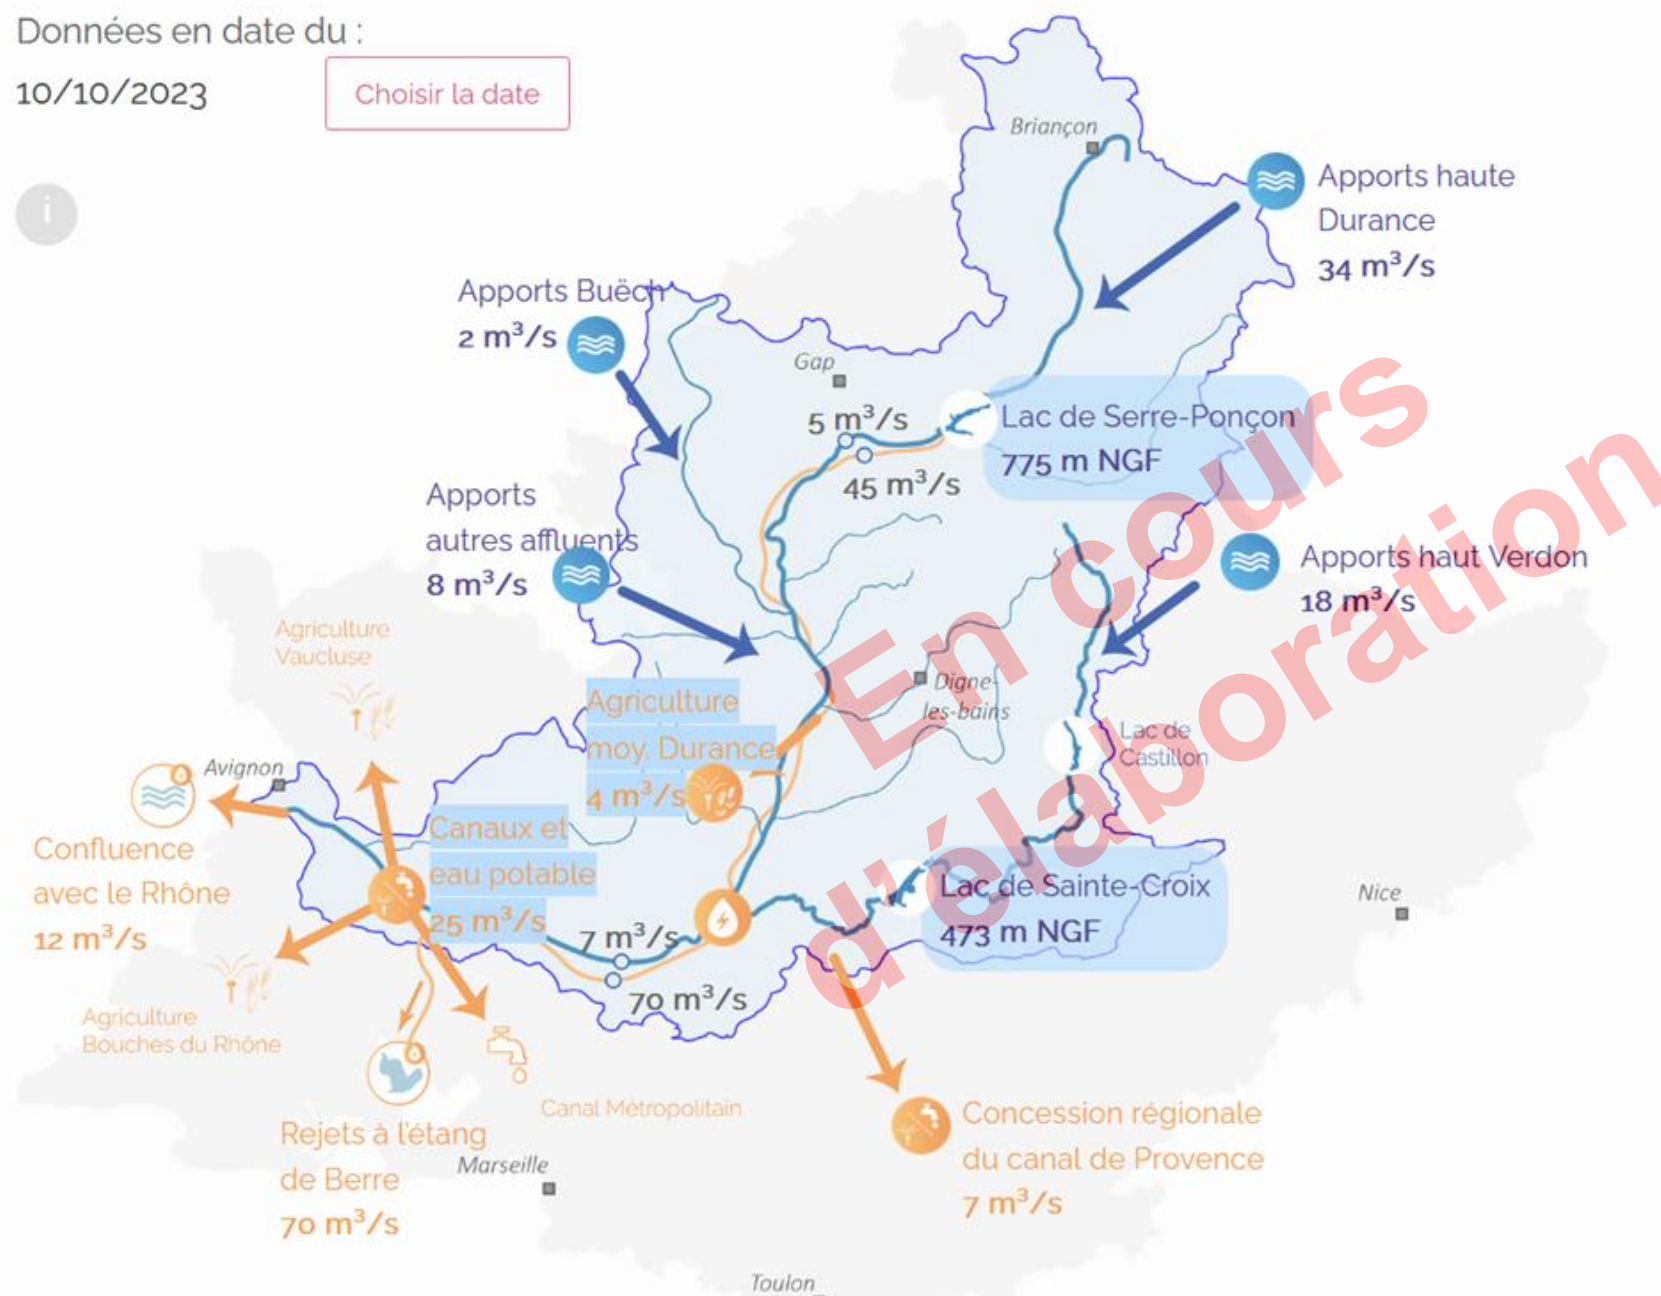 Données en date du :
10/10/2023
Choisir la date
i
Briançon
Apports haute
Durance
34 m³/s
Apports Buëch
2 m³/s
Gap
5 m³/s
45 m³/s
Lac de Serre-Ponçon
775 m NGF
Apports
autres affluents
8 m³/s
Apports haut Verdon
18 m³/s
Agriculture
Vaucluse
Digne-
les-bains
Agriculture
moy. Durance
4 m³/s
Lac de
Castillon
Avignon
Canaux et
eau potable
25 m³/s
Confluence
avec le Rhône
12 m³/s
Lac de Sainte-Croix
473 m NGF
Nice
7 m³/s
70 m³/s
Agriculture
Bouches du Rhône
Canal Métropolitain
Rejets à l'étang
de Berre
70 m³/s
Marseille
Concession régionale
du canal de Provence
7 m³/s
Toulon
En cours
d'élaboration